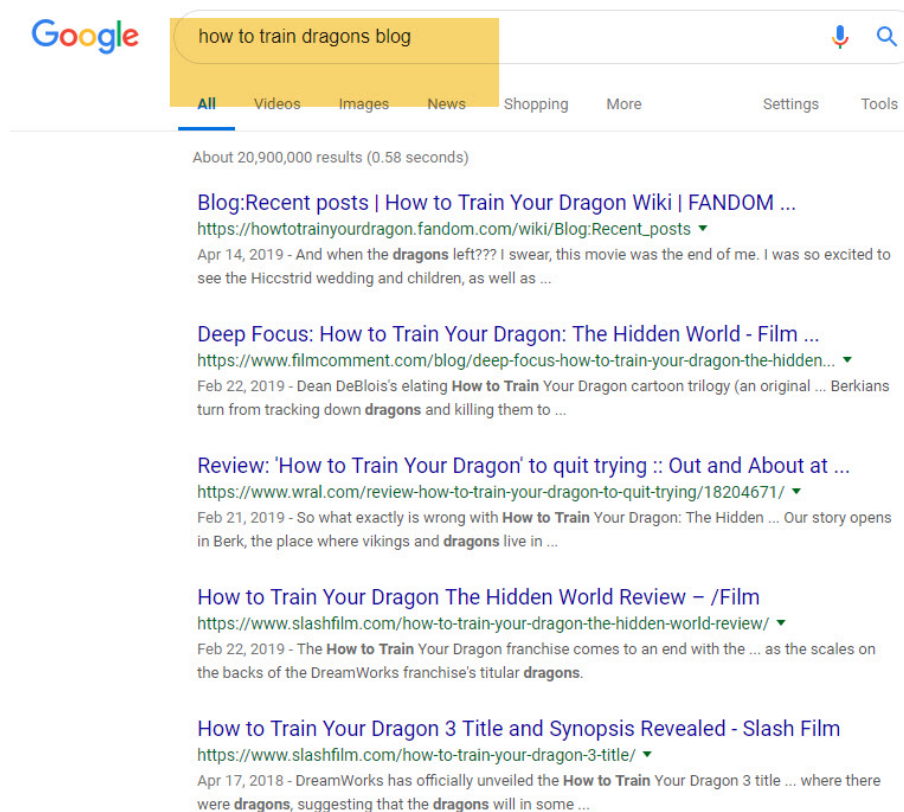 Google
how to train dragons blog
All Videos Images News Shopping More Settings Tools
About 20,900,000 results (0.58 seconds)
Blog:Recent posts | How to Train Your Dragon Wiki | FANDOM ...
https://howtotrainyourdragon.fandom.com/wiki/Blog:Recent_posts
Apr 14, 2019 - And when the dragons left??? I swear, this movie was the end of me. I was so excited to
see the Hiccstrid wedding and children, as well as ...
Deep Focus: How to Train Your Dragon: The Hidden World - Film ...
https://www.filmcomment.com/blog/deep-focus-how-to-train-your-dragon-the-hidden...
Feb 22, 2019 - Dean DeBlois's elating How to Train Your Dragon cartoon trilogy (an original ... Berkians
turn from tracking down dragons and killing them to ...
Review: 'How to Train Your Dragon' to quit trying :: Out and About at ...
https://www.wral.com/review-how-to-train-your-dragon-to-quit-trying/18204671/
Feb 21, 2019 - So what exactly is wrong with How to Train Your Dragon: The Hidden ... Our story opens
in Berk, the place where vikings and dragons live in ...
How to Train Your Dragon The Hidden World Review – /Film
https://www.slashfilm.com/how-to-train-your-dragon-the-hidden-world-review/
Feb 22, 2019 - The How to Train Your Dragon franchise comes to an end with the ... as the scales on
the backs of the DreamWorks franchise's titular dragons.
How to Train Your Dragon 3 Title and Synopsis Revealed - Slash Film
https://www.slashfilm.com/how-to-train-your-dragon-3-title/
Apr 17, 2018 - DreamWorks has officially unveiled the How to Train Your Dragon 3 title ... where there
were dragons, suggesting that the dragons will in some ...